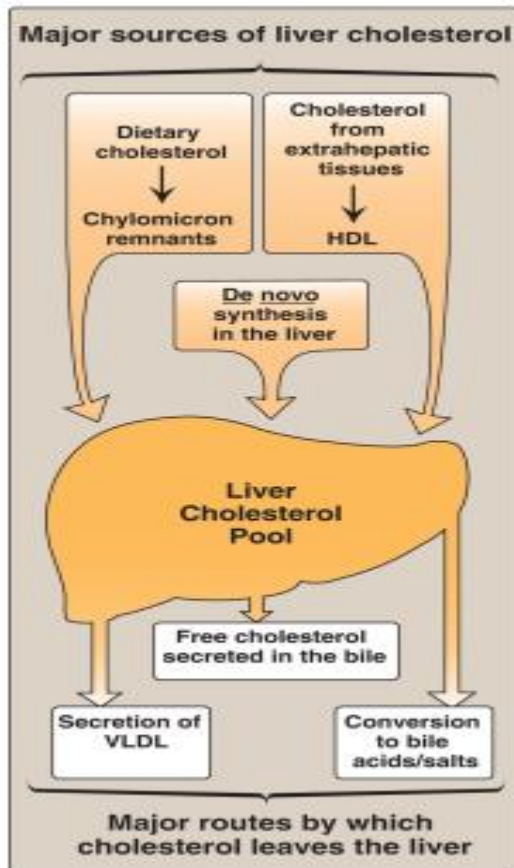 Major sources of liver cholesterol
Dietary
cholesterol
Chylomicron
remnants
Cholesterol
from
extrahepatic
tissues
HDL
De novo
synthesis
in the liver
Liver
Cholesterol
Pool
Free cholesterol
secreted in the bile
Secretion of
VLDL
Conversion
to bile
acids/salts
Major routes by which
cholesterol leaves the liver